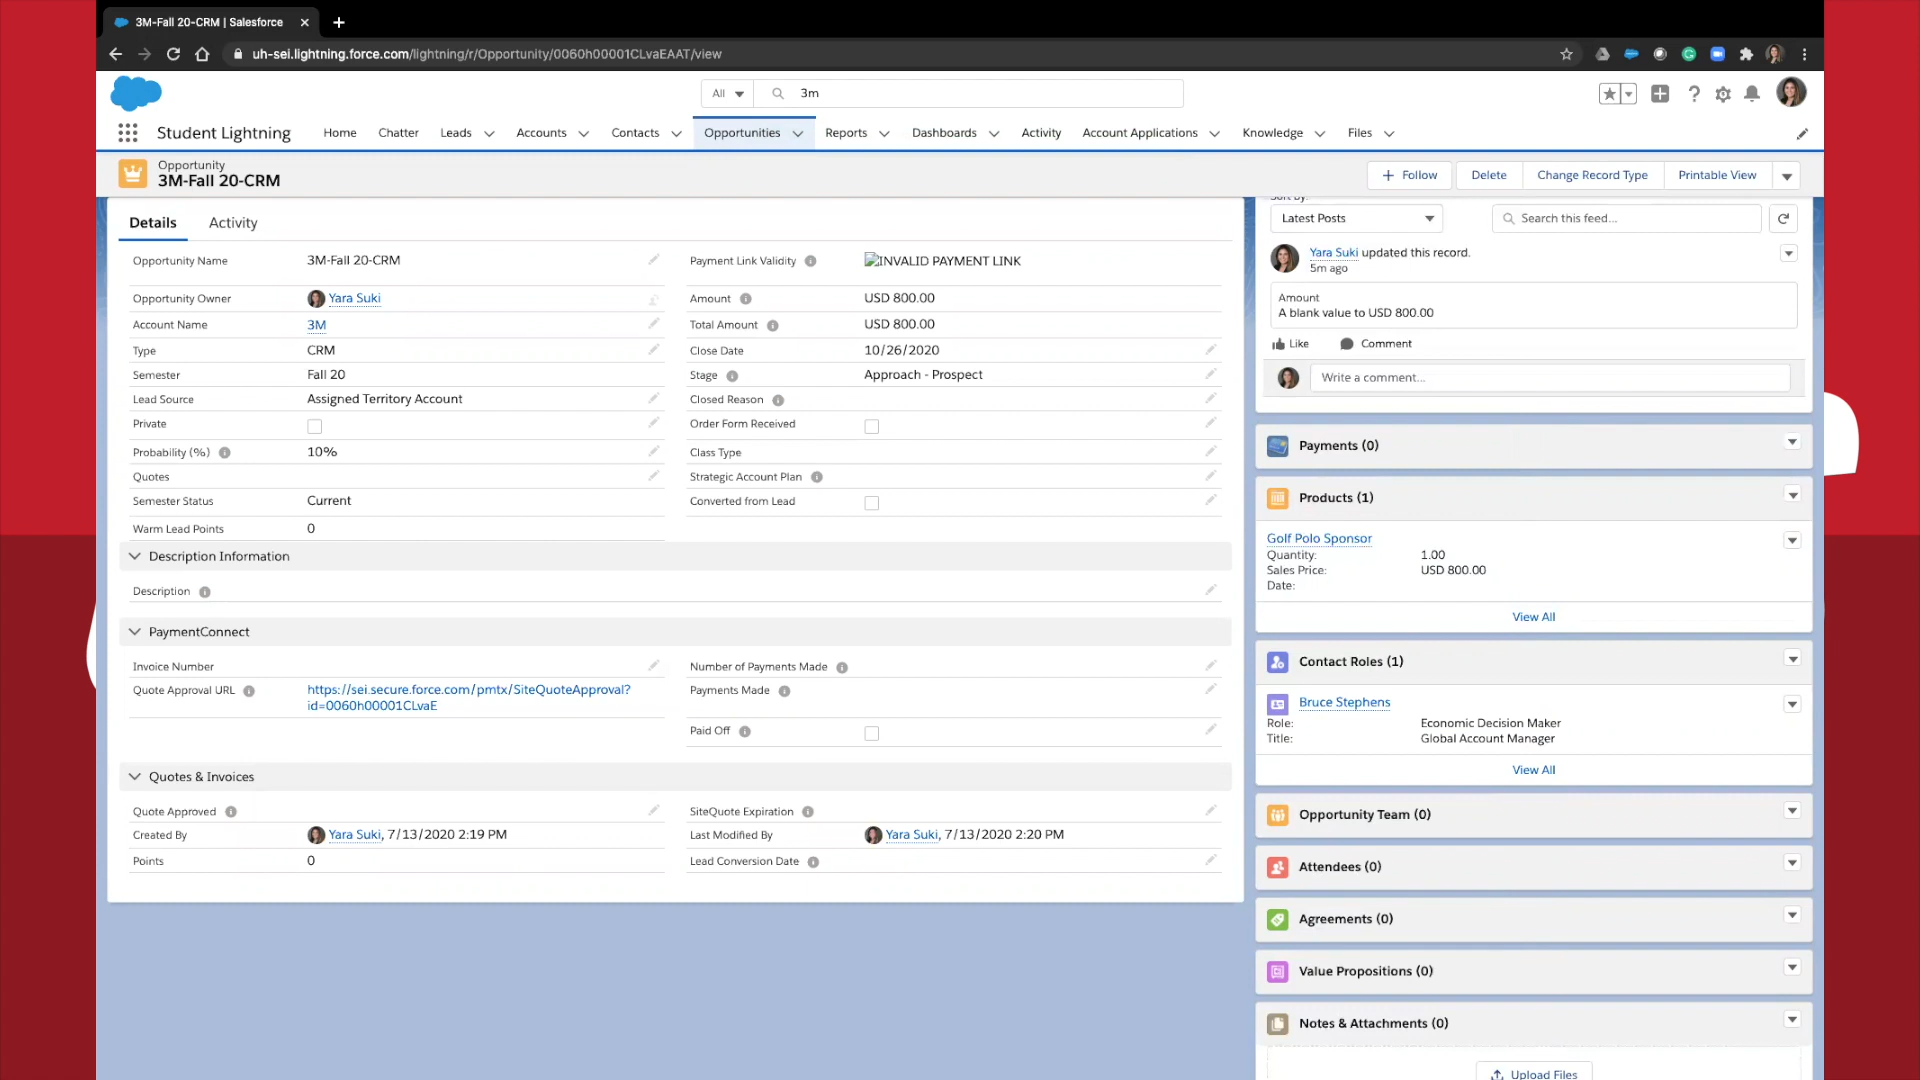 3M-Fall 20-CRM | Salesforce
uh-sei.lightning.force.com/lightning/r/Opportunity/0060h00001CLvaEAAT/view
All
3m
Student Lightning
Home
Chatter
Leads
Accounts
Contacts
Opportunities
Reports
Dashboards
Activity
Account Applications
Knowledge
Files
Opportunity
3M-Fall 20-CRM
Follow
Delete
Change Record Type
Printable View
Details
Activity
Opportunity Name 3M-Fall 20-CRM
Opportunity Owner Yara Suki
Account Name 3M
Type CRM
Semester Fall 20
Lead Source Assigned Territory Account
Private
Probability (%) 10%
Quotes
Semester Status Current
Warm Lead Points 0
Payment Link Validity INVALID PAYMENT LINK
Amount USD 800.00
Total Amount USD 800.00
Close Date 10/26/2020
Stage Approach - Prospect
Closed Reason
Order Form Received
Class Type
Strategic Account Plan
Converted from Lead
Description Information
Description
PaymentConnect
Invoice Number
Quote Approval URL https://sei.secure.force.com/pmtx/SiteQuoteApproval?
id=0060h00001CLvaE
Number of Payments Made
Payments Made
Paid Off
Quotes & Invoices
Quote Approved
Created By Yara Suki, 7/13/2020 2:19 PM
Points 0
SiteQuote Expiration
Last Modified By Yara Suki, 7/13/2020 2:20 PM
Lead Conversion Date
Sort by:
Latest Posts
Search this feed...
Yara Suki updated this record.
5m ago
Amount
A blank value to USD 800.00
Like
Comment
Write a comment...
Payments (0)
Products (1)
Golf Polo Sponsor
Quantity: 1.00
Sales Price: USD 800.00
Date:
View All
Contact Roles (1)
Bruce Stephens
Role: Economic Decision Maker
Title: Global Account Manager
View All
Opportunity Team (0)
Attendees (0)
Agreements (0)
Value Propositions (0)
Notes & Attachments (0)
Upload Files